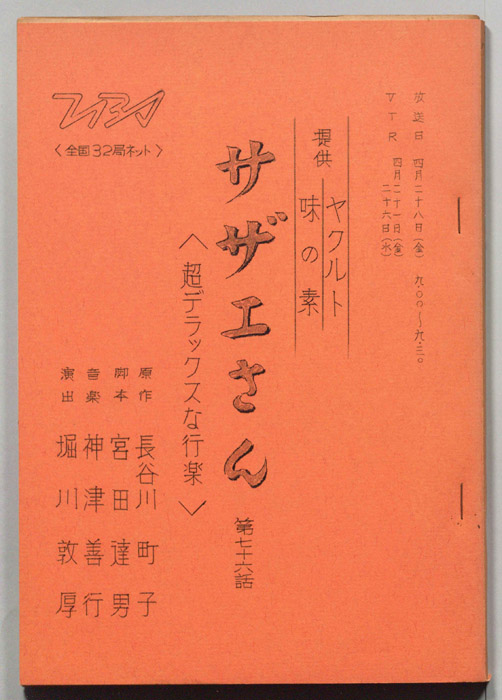 放送日 四月二十八日(金) 九・〇〇〜九・三〇
VTR 四月二十一日(金)
二十六日(水)
提供 ヤクルト
味の素
サザエさん
〈超デラックスな行楽〉
第七十六話
TBS
〈全国32局ネット〉
原作 長谷川町子
脚本 宮田達男
音楽 神津善行
演出 堀川敦厚